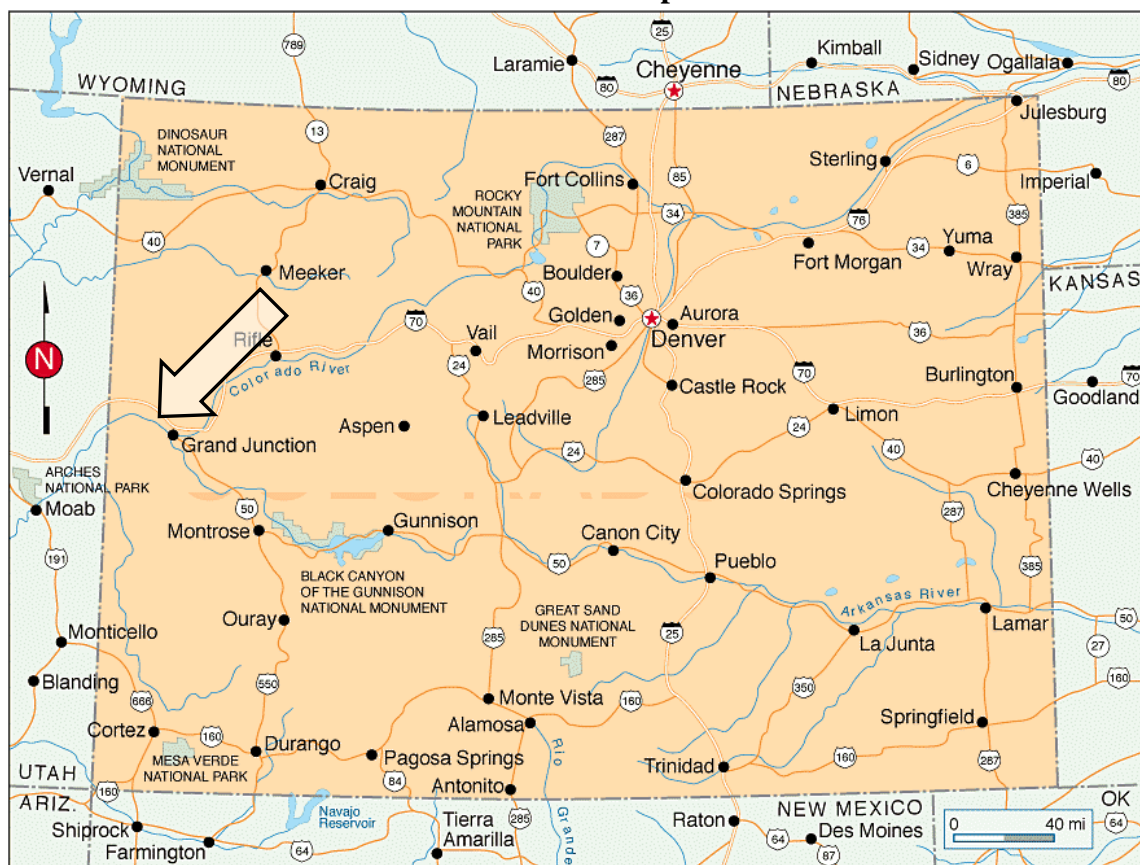 25
789
Laramie
Kimball
Sidney
Ogallala
Cheyenne
80
80
WYOMING
NEBRASKA
Julesburg
13
287
DINOSAUR
NATIONAL
MONUMENT
Sterling
6
Vernal
Craig
Fort Collins
85
Imperial
ROCKY
MOUNTAIN
NATIONAL
PARK
34
76
385
40
7
Yuma
34
Fort Morgan
Wray
Meeker
Boulder
KANSAS
40
36
Golden
Aurora
N
70
Vail
Denver
36
Rifle
Morrison
24
285
70
Colorado River
Castle Rock
Burlington
70
Goodland
Leadville
Limon
Aspen
24
Grand Junction
24
40
40
ARCHES
NATIONAL PARK
Colorado Springs
Cheyenne Wells
Moab
50
287
Montrose
Gunnison
Canon City
191
50
Pueblo
385
BLACK CANYON
OF THE GUNNISON
NATIONAL MONUMENT
Arkansas River
GREAT SAND
DUNES NATIONAL
MONUMENT
Ouray
Lamar
50
Monticello
285
25
La Junta
27
Blanding
550
350
160
666
Monte Vista
160
Cortez
Alamosa
Springfield
160
Durango
MESA VERDE
NATIONAL PARK
Pagosa Springs
Rio Grande
Trinidad
160
287
UTAH
84
160
Antonito
ARIZ.
NEW MEXICO
OK
Navajo
Reservoir
Shiprock
Tierra
Amarilla
285
Raton
64
Des Moines
0
40 mi
64
Farmington
64
87